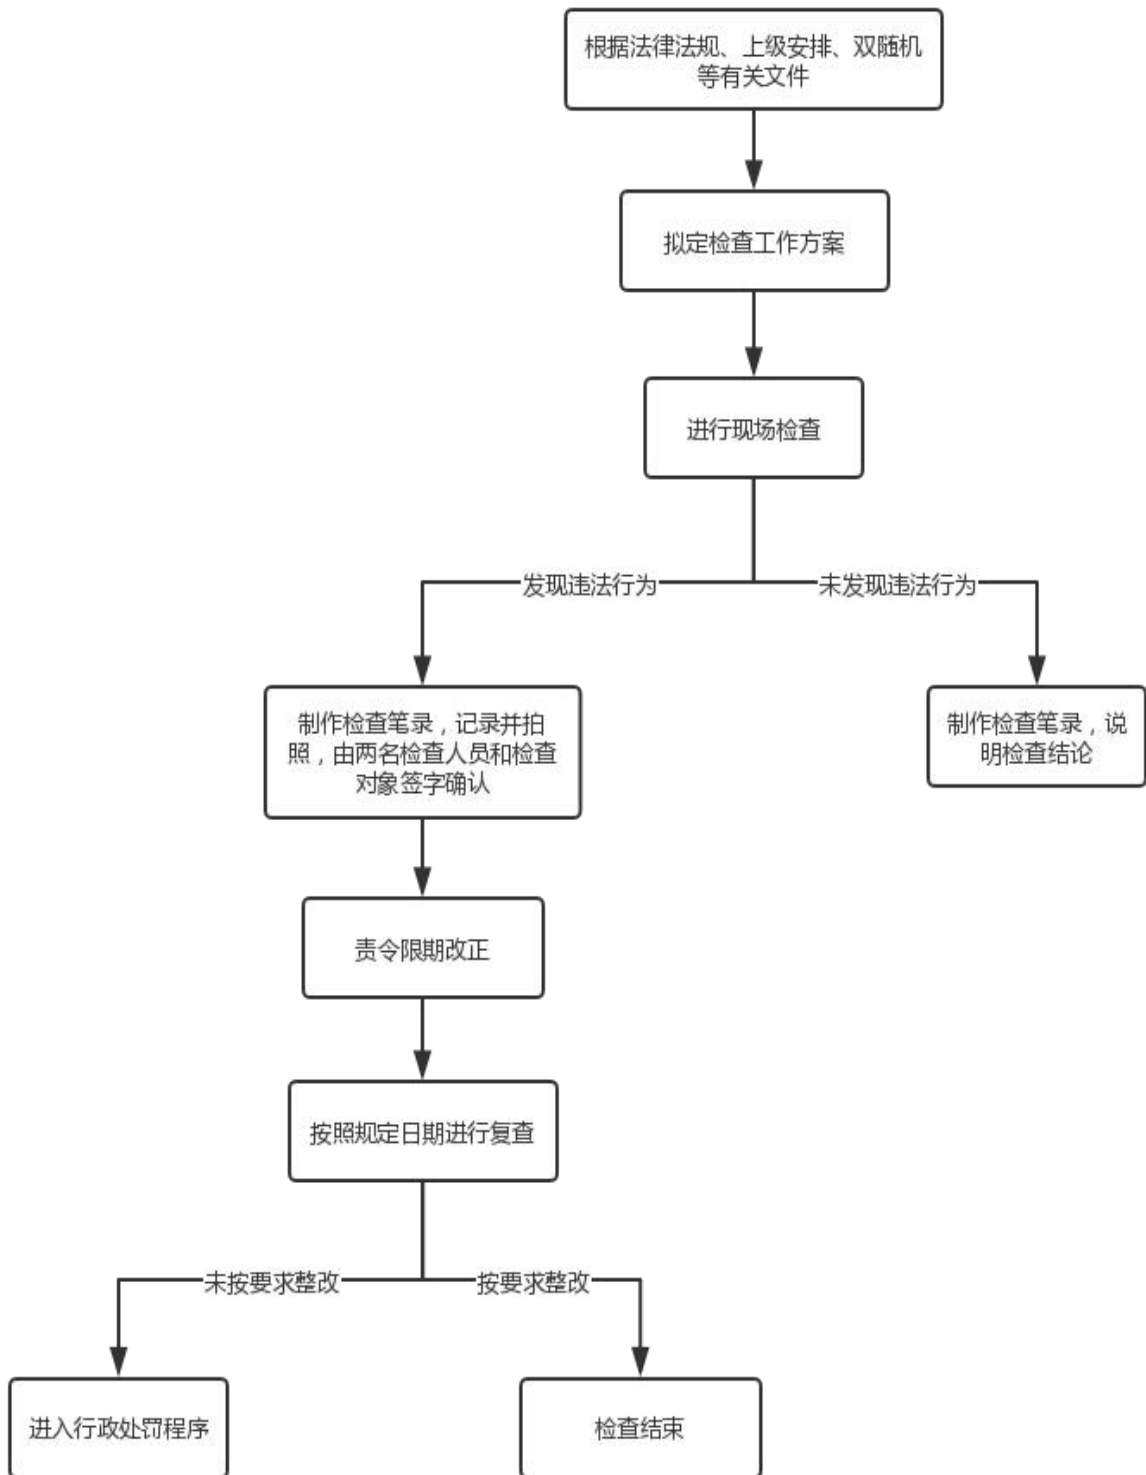 根据法律法规、上级安排、双随机
等有关文件
拟定检查工作方案
进行现场检查
发现违法行为
未发现违法行为
制作检查笔录，记录并拍
照，由两名检查人员和检查
对象签字确认
制作检查笔录，说
明检查结论
责令限期改正
按照规定日期进行复查
未按要求整改
按要求整改
进入行政处罚程序
检查结束